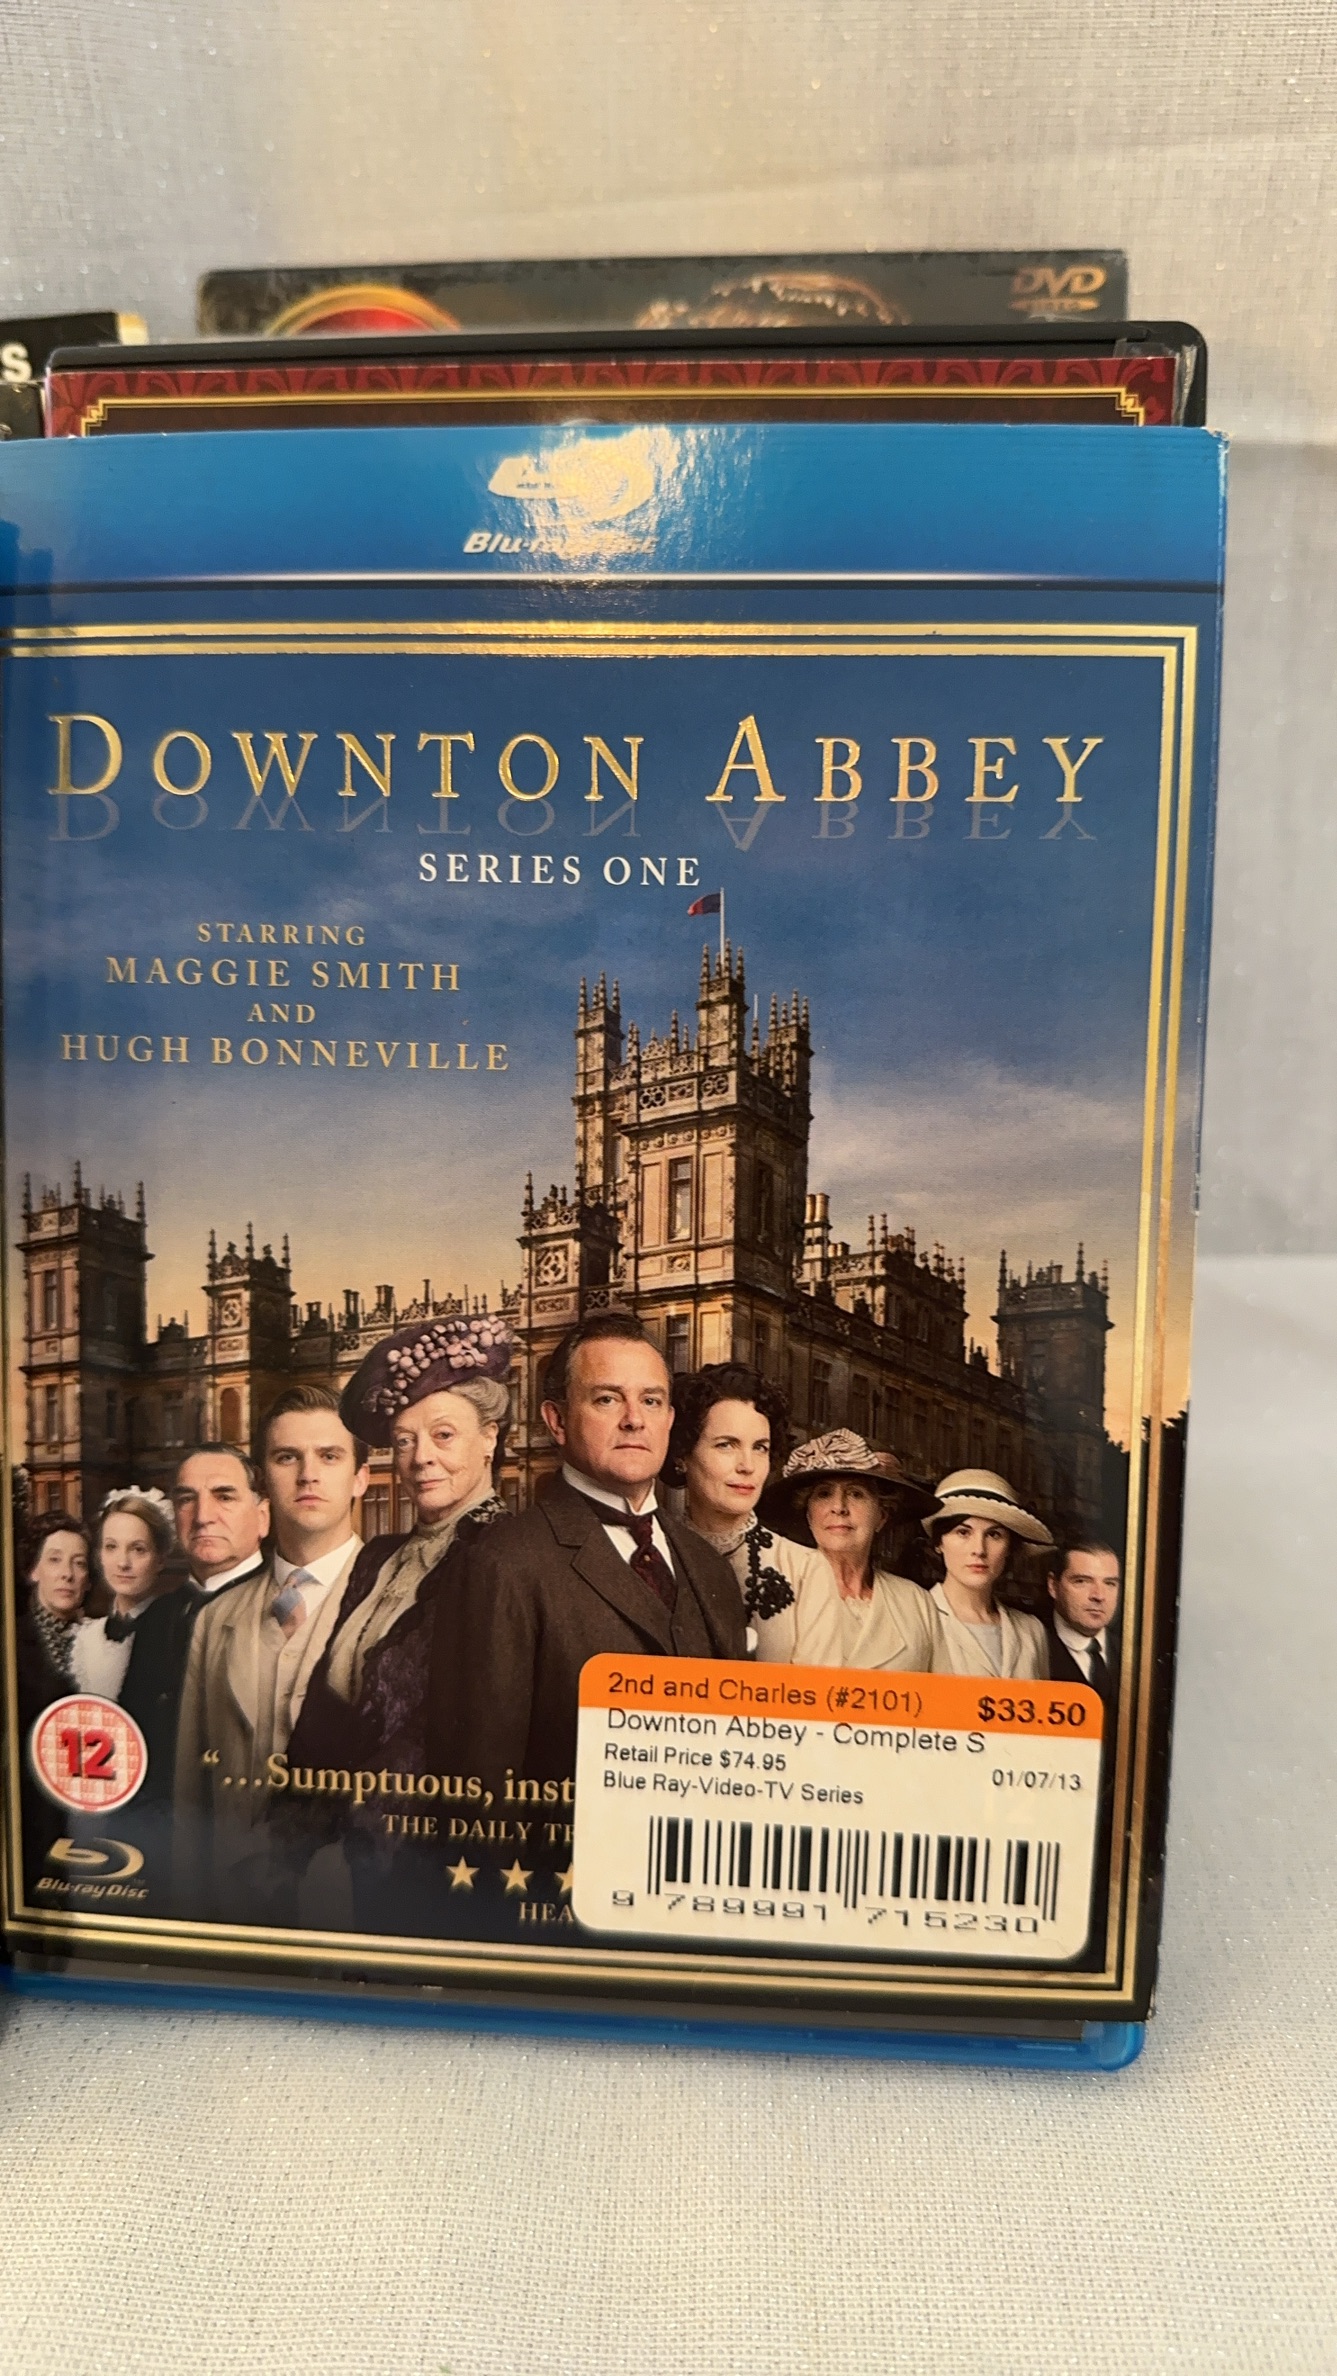 DVD
S
Blu-ray Disc
DOWNTON ABBEY
SERIES ONE
STARRING
MAGGIE SMITH
AND
HUGH BONNEVILLE
12
"...Sumptuous, inst
THE DAILY TE
HEA
Blu-ray Disc
2nd and Charles (#2101) $33.50
Downton Abbey - Complete S
Retail Price $74.95
01/07/13
Blue Ray-Video-TV Series
9 789991 715230